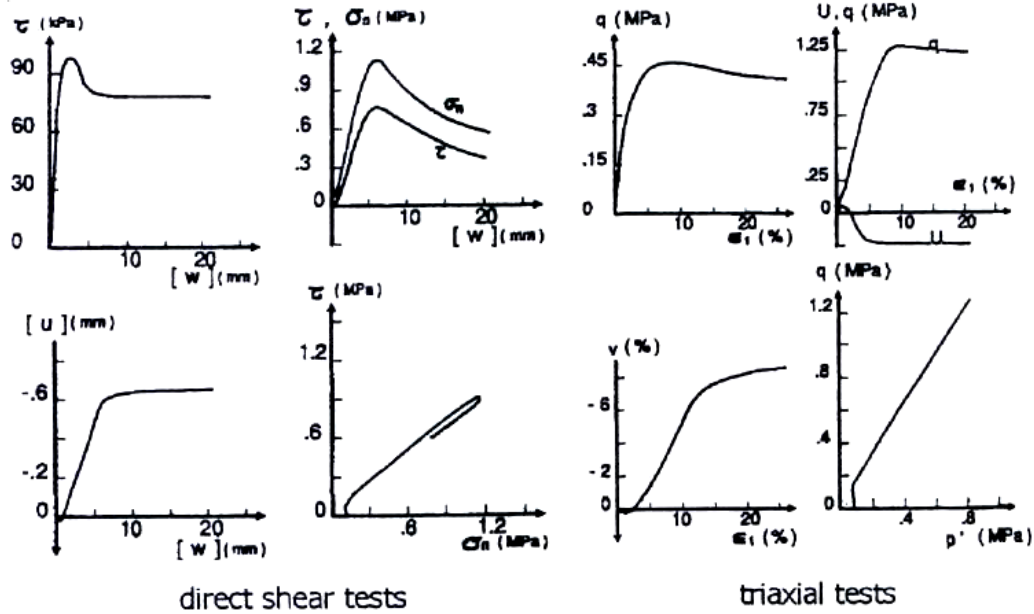 τ (kPa)
90
60
30
0
10
20
[ W ] (mm)
τ , σn (MPa)
1.2
.9
.6
.3
0
σn
τ
10
20
[ W ] (mm)
q (MPa)
.45
.3
.15
0
10
20
ε1 (%)
U, q (MPa)
1.25
.75
.25
0
q
ε1 (%)
10
20
U
[ U ] (mm)
-.6
-.2
0
10
20
[ W ] (mm)
τ (MPa)
1.2
.6
0
.6
1.2
σn (MPa)
v (%)
- 6
- 2
0
10
20
ε1 (%)
q (MPa)
1.2
.8
.4
0
.4
.8
p' (MPa)
direct shear tests
triaxial tests